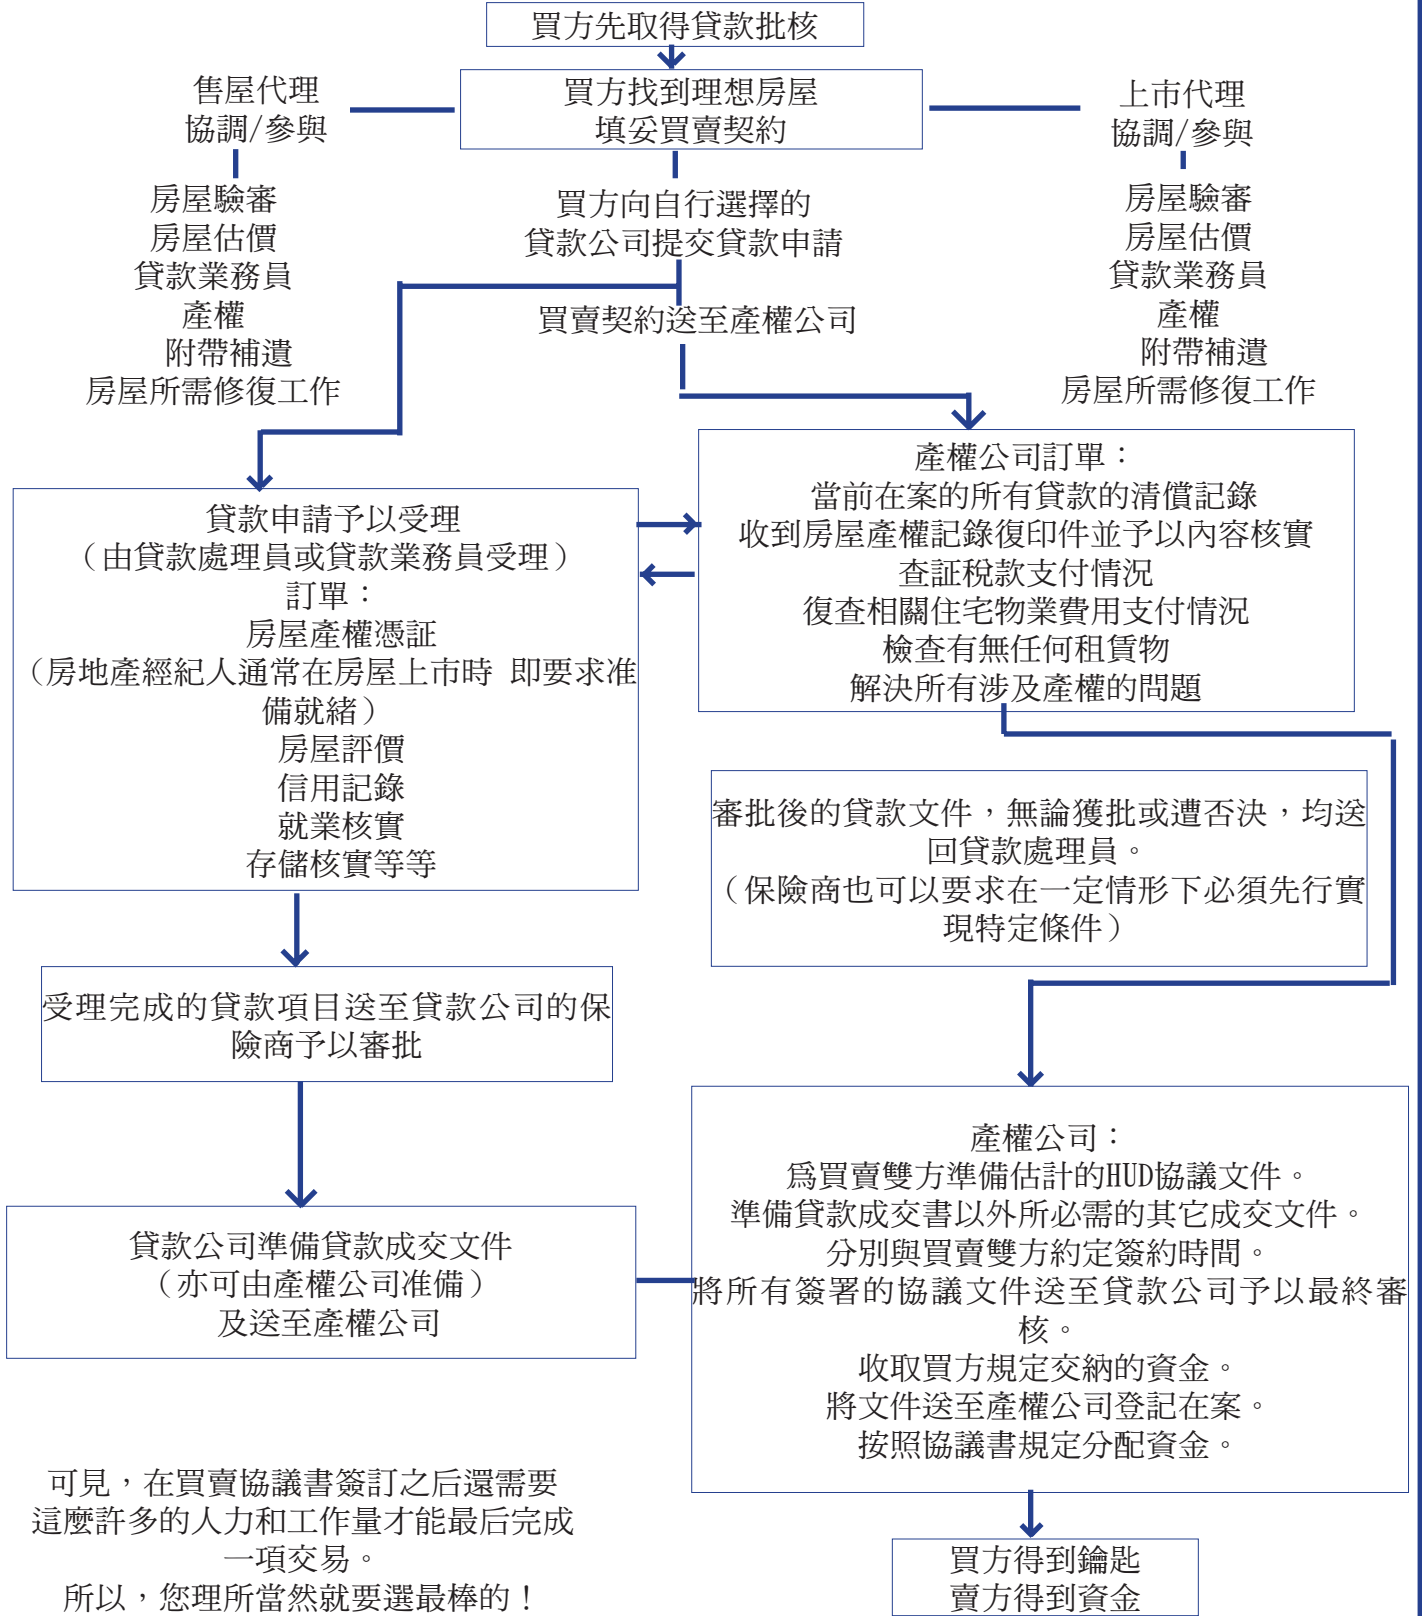 買方先取得貸款批核
買方找到理想房屋
填妥買賣契約
售屋代理
協調/參與
房屋驗審
房屋估價
貸款業務員
產權
附帶補遺
房屋所需修復工作
上市代理
協調/參與
房屋驗審
房屋估價
貸款業務員
產權
附帶補遺
房屋所需修復工作
買方向自行選擇的
貸款公司提交貸款申請
買賣契約送至產權公司
貸款申請予以受理
（由貸款處理員或貸款業務員受理）
訂單：
房屋產權憑証
（房地產經紀人通常在房屋上市時 即要求准
備就緒）
房屋評價
信用記錄
就業核實
存儲核實等等
產權公司訂單：
當前在案的所有貸款的清償記錄
收到房屋產權記錄復印件並予以內容核實
查証稅款支付情況
復查相關住宅物業費用支付情況
檢查有無任何租賃物
解決所有涉及產權的問題
審批後的貸款文件，無論獲批或遭否決，均送
回貸款處理員。
（保險商也可以要求在一定情形下必須先行實
現特定條件）
受理完成的貸款項目送至貸款公司的保
險商予以審批
貸款公司準備貸款成交文件
（亦可由產權公司准備）
及送至產權公司
產權公司：
爲買賣雙方準備估計的HUD協議文件。
準備貸款成交書以外所必需的其它成交文件。
分別與買賣雙方約定簽約時間。
將所有簽署的協議文件送至貸款公司予以最終審
核。
收取買方規定交納的資金。
將文件送至產權公司登記在案。
按照協議書規定分配資金。
可見，在買賣協議書簽訂之后還需要
這麼許多的人力和工作量才能最后完成
一項交易。
所以，您理所當然就要選最棒的！
買方得到鑰匙
賣方得到資金